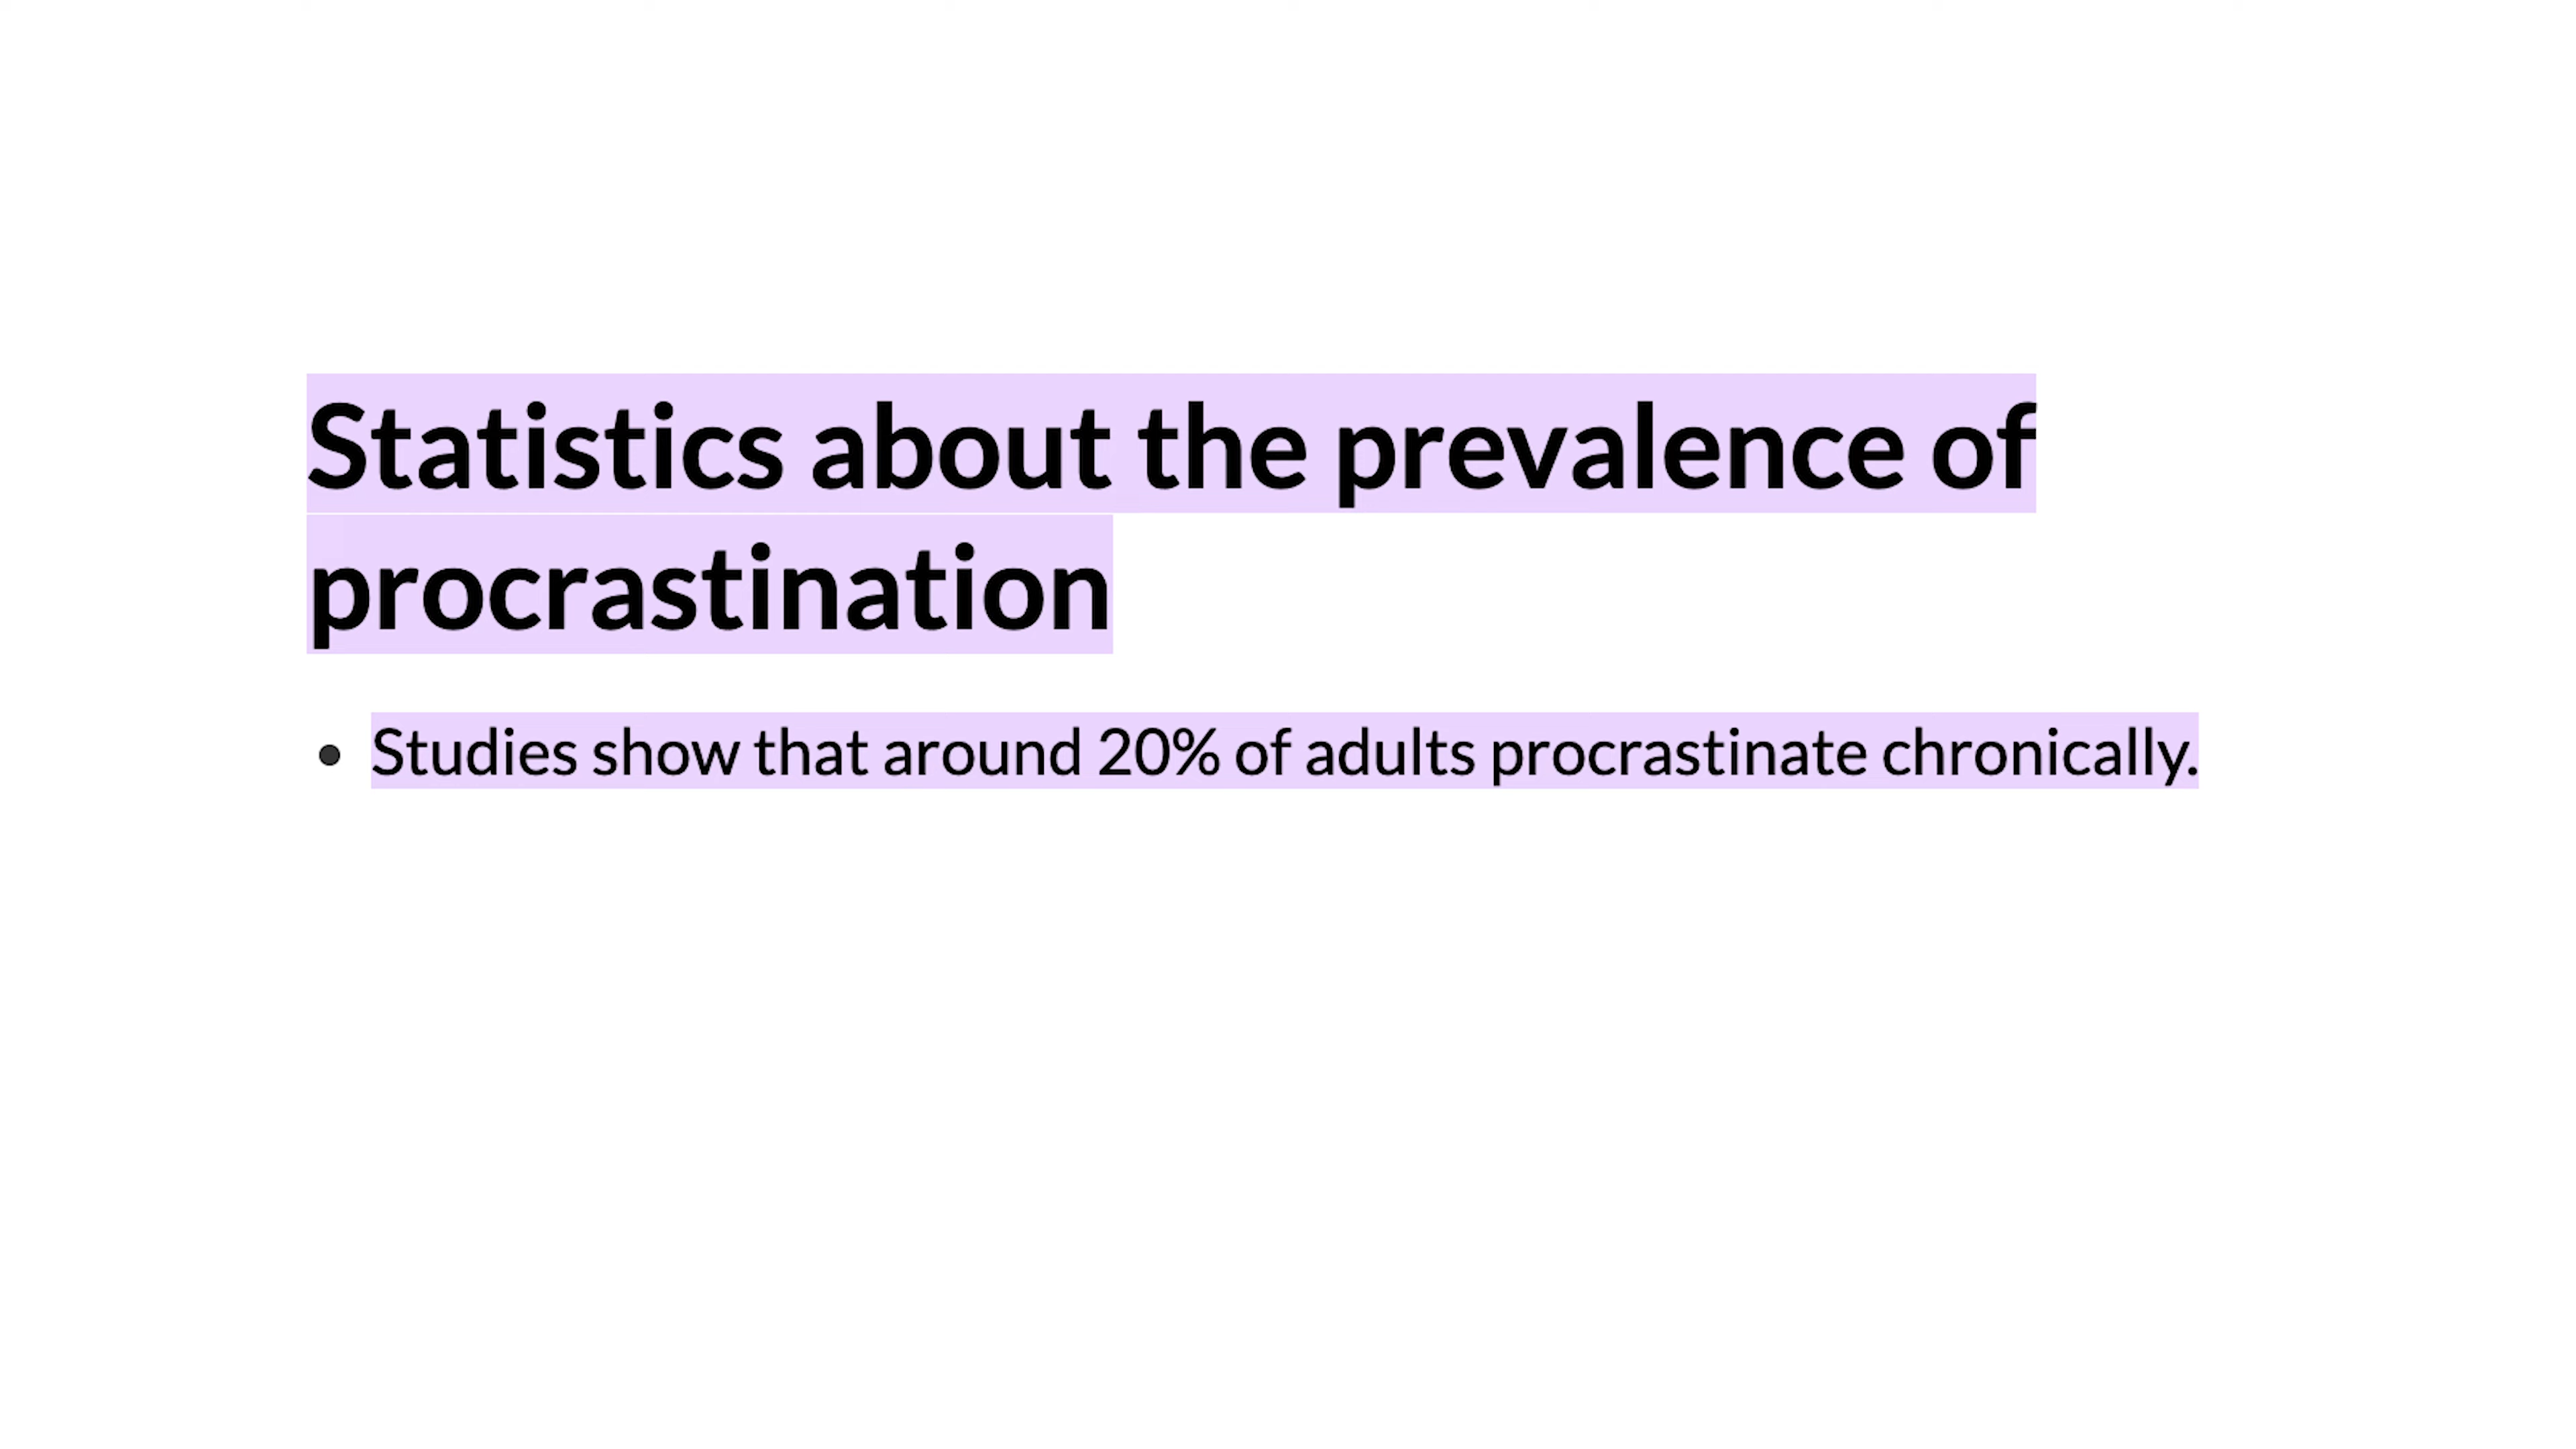 Statistics about the prevalence of
procrastination
• Studies show that around 20% of adults procrastinate chronically.